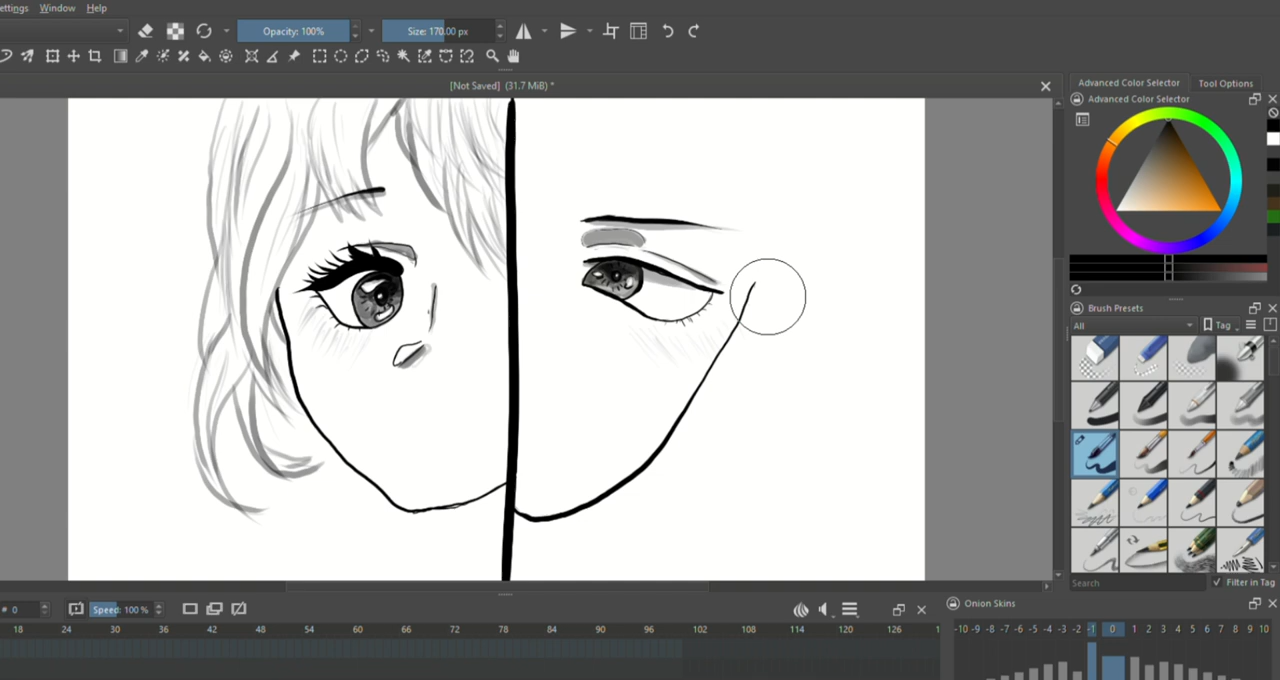 ettings Window Help
Opacity: 100% Size: 170.00 px
[Not Saved] (31.7 MiB) *
Advanced Color Selector Tool Options
Advanced Color Selector
Brush Presets
All Tag
Search Filter in Tag
# 0 Speed: 100 % Onion Skins
18 24 30 36 42 48 54 60 66 72 78 84 90 96 102 108 114 120 126 1
-10 -9 -8 -7 -6 -5 -4 -3 -2 -1 0 1 2 3 4 5 6 7 8 9 10